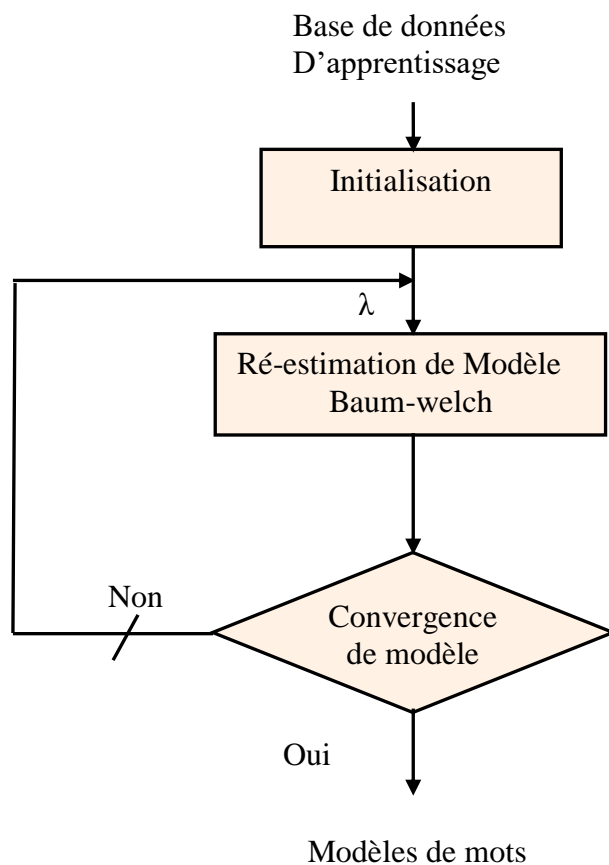 Base de données
D’apprentissage
Initialisation
λ
Ré-estimation de Modèle
Baum-welch
Convergence
de modèle
Non
Oui
Modèles de mots